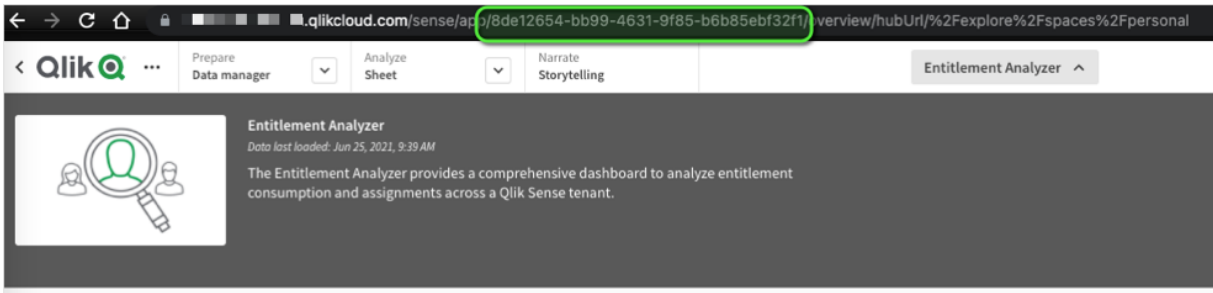 .qlikcloud.com/sense/app/8de12654-bb99-4631-9f85-b6b85ebf32f1/overview/hubUrl/%2Fexplore%2Fspaces%2Fpersonal
Qlik
Prepare
Data manager
Analyze
Sheet
Narrate
Storytelling
Entitlement Analyzer
Entitlement Analyzer
Data last loaded: Jun 25, 2021, 9:39 AM
The Entitlement Analyzer provides a comprehensive dashboard to analyze entitlement
consumption and assignments across a Qlik Sense tenant.